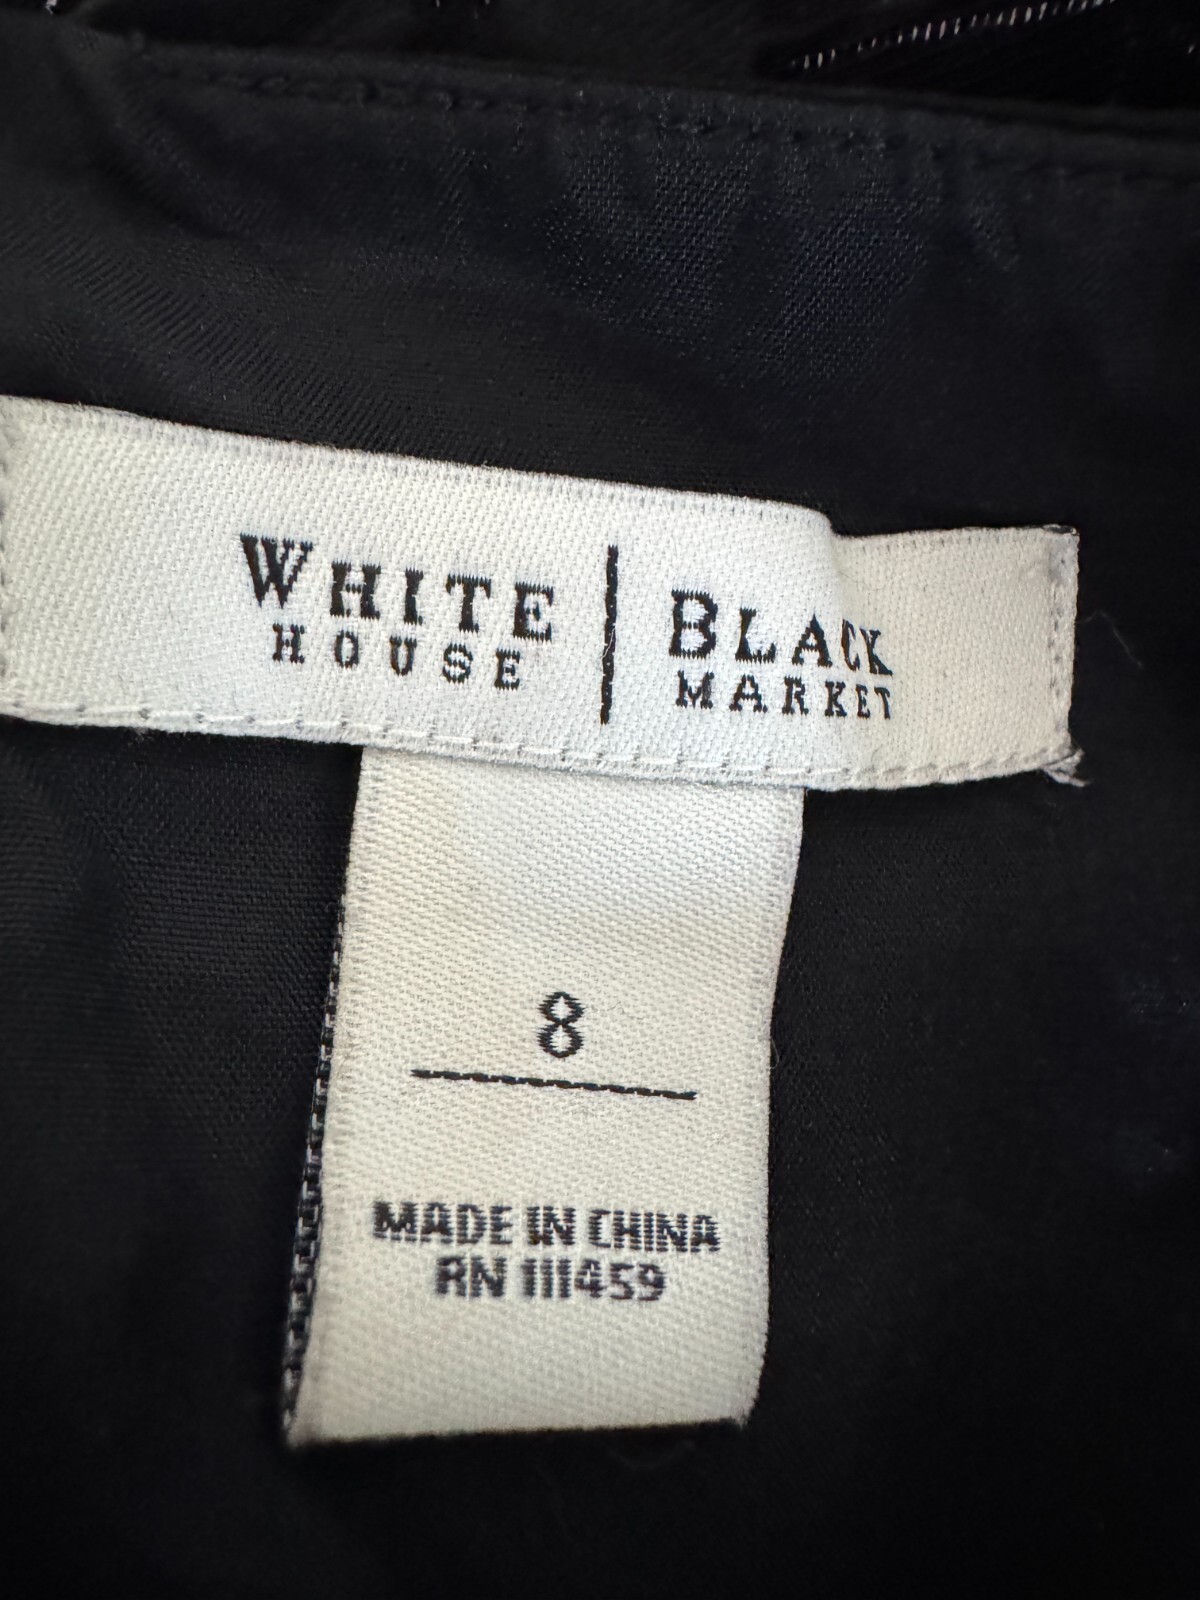 WHITE | BLACK
HOUSE | MARKET
8
MADE IN CHINA
RN 111459